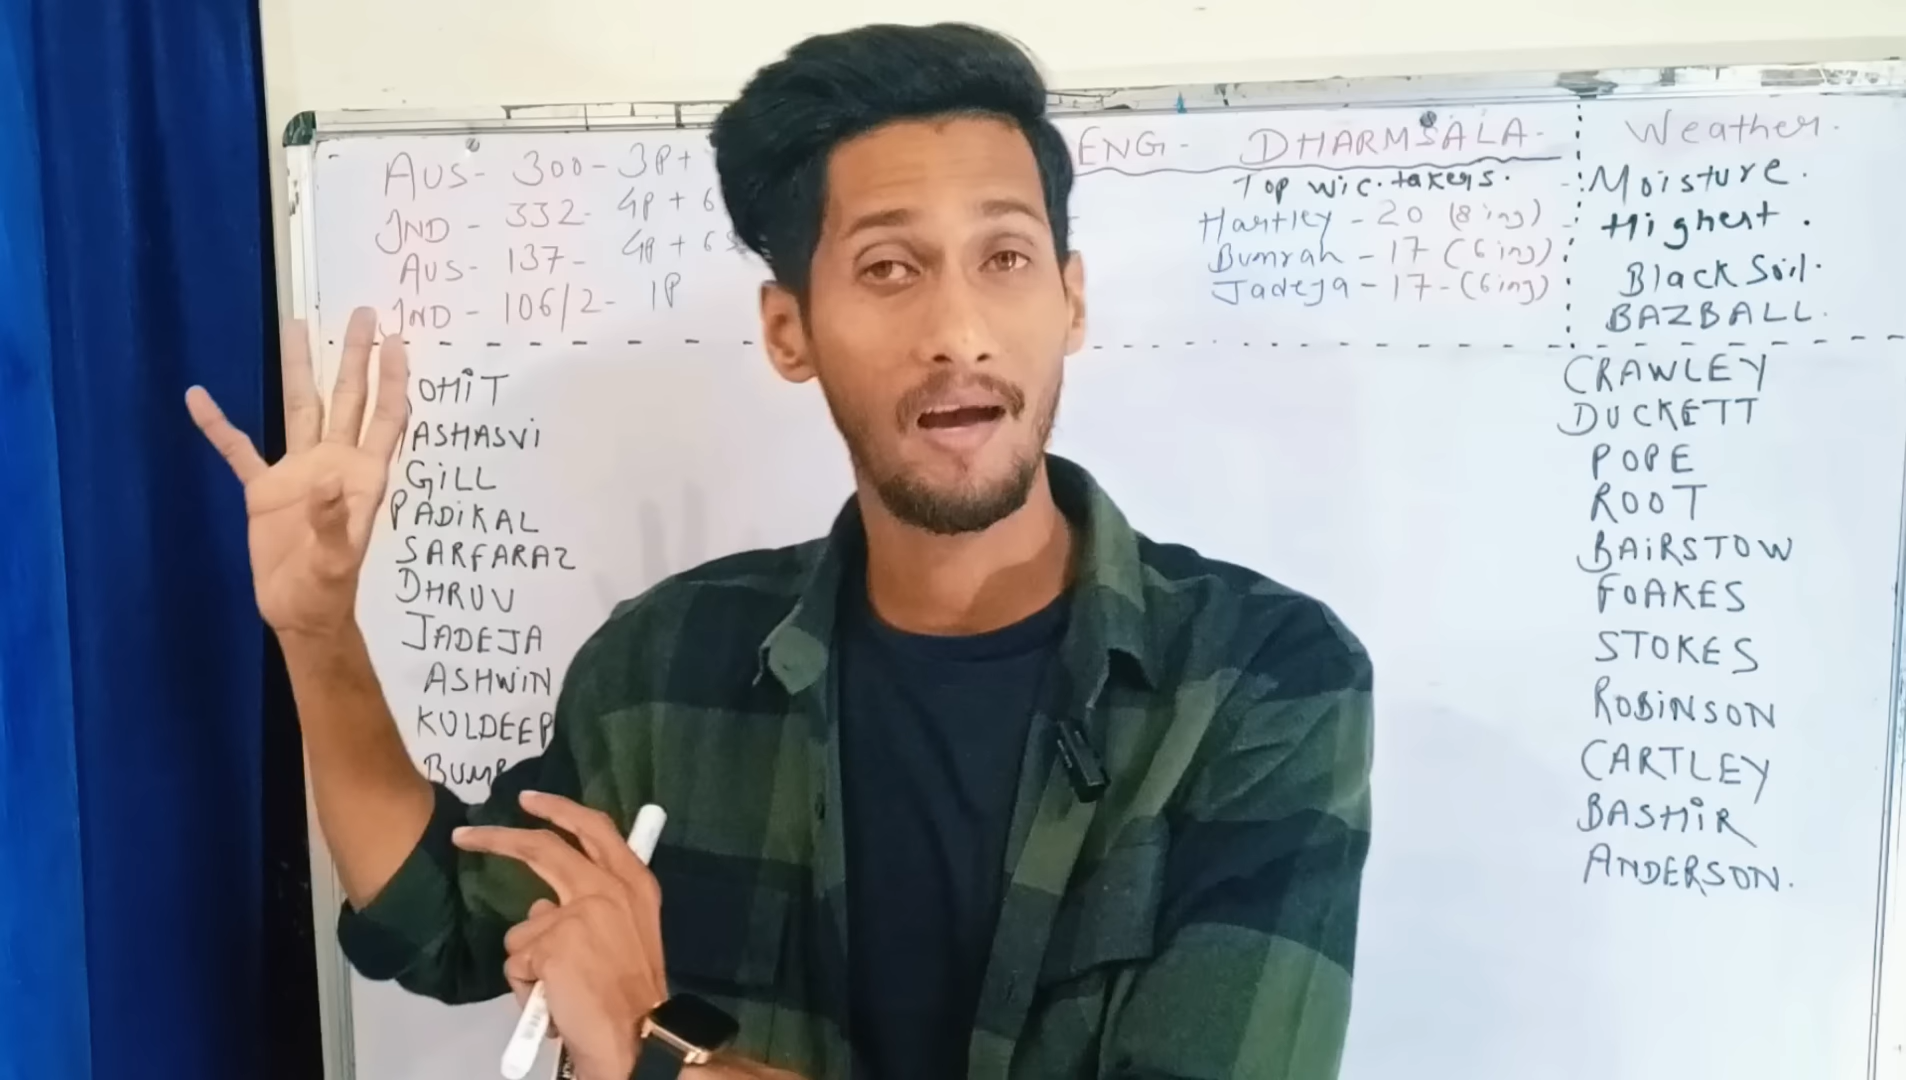 AUS- 300- 3P+
IND - 332- 4P + 6
AUS- 137- 4P + 6 S
IND - 106/2- 1P
ENG- DHARMSALA-
Top wic.takers.
Hartley - 20 (8 ing)
Bumrah - 17 (6 ing)
Jadeja - 17-(6 ing)
Weather.
Moisture.
Highest.
Black Soil.
BAZBALL.
OHiT
ASHASVi
GiLL
PADiKAL
SARFARAZ
DHRUV
JADEJA
ASHWiN
KULDEEP
BUMR
CRAWLEY
DUCKETT
POPE
ROOT
BAiRSTOW
FOAKES
STOKES
ROBiNSON
CARTLEY
BASHiR
ANDERSON.